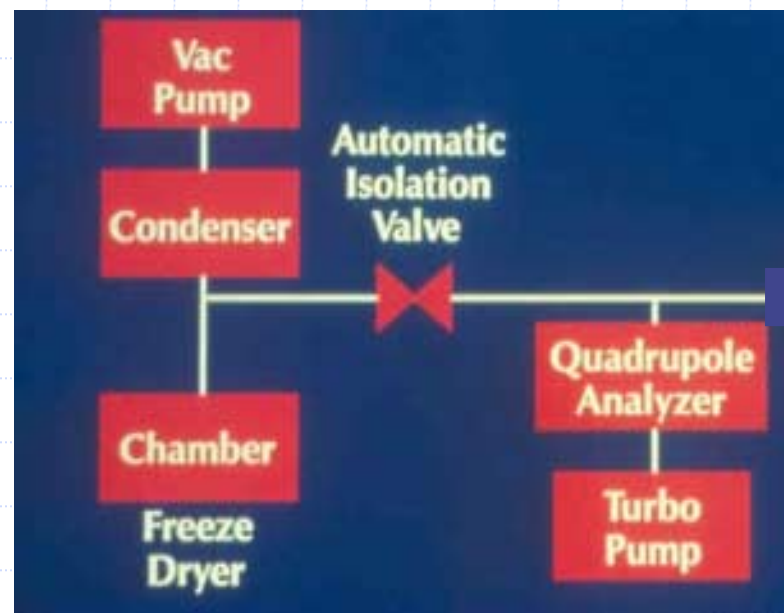 Vac
Pump
Automatic
Isolation
Valve
Condenser
Quadrupole
Analyzer
Chamber
Freeze
Dryer
Turbo
Pump